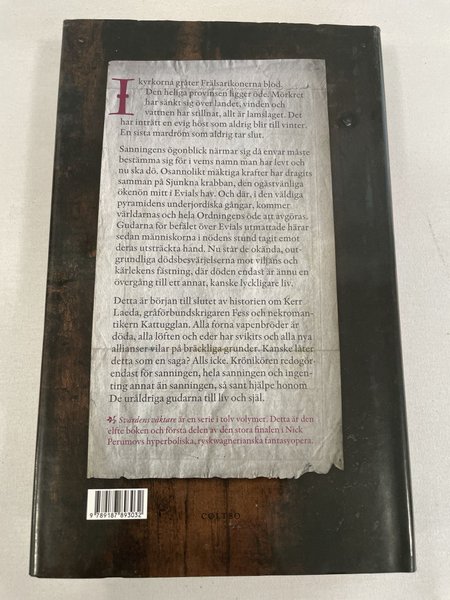 I kyrkorna gråter Frälsarikonerna blod.
Den heliga provinsen ligger öde. Mörkret
har sänkt sig över landet, vinden och
vattnen har stillnat, allt är lamslaget. Det
har inträtt en evig höst som aldrig blir till vinter.
En sista mardröm som aldrig tar slut.
Sanningens ögonblick närmar sig då envar måste
bestämma sig för i vems namn man har levt och
nu ska dö. Osannolikt mäktiga krafter har dragits
samman på Sjunkna krabban, den ogästvänliga
ökenön mitt i Evials hav. Och där, i den väldiga
pyramidens underjordiska gångar, kommer
världarnas och hela Ordningens öde att avgöras.
Gudarna för befälet över Evials utmattade härar
sedan människorna i nödens stund tagit emot
deras utsträckta hand. Nu står de okända, out-
grundliga dödsbesvärjelserna mot viljans och
kärlekens fästning, där döden endast är ännu en
övergång till ett annat, kanske lyckligare liv.
Detta är början till slutet av historien om Kerr
Laeda, gråförbundskrigaren Fess och nekroman-
tikern Kattugglan. Alla forna vapenbröder är
döda, alla löften och eder har svikits och alla nya
allianser vilar på bräckliga grunder. Kanske låter
detta som en saga? Alls icke. Krönikören redogör
endast för sanningen, hela sanningen och ingen-
ting annat än sanningen, så sant hjälpe honom
De uråldriga gudarna till liv och själ.
Svärdens väktare är en serie i tolv volymer. Detta är den
elfte boken och första delen av den stora finalen i Nick
Perumovs hyperboliska, ryskwagnerianska fantasyopera.
9 789187 893032
COLTSO